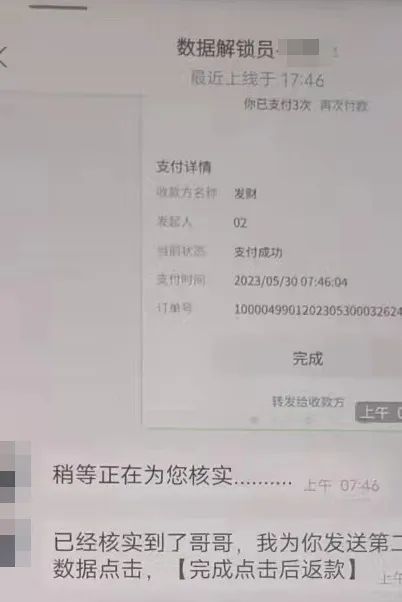 数据解锁员
最近上线于 17:46
你已支付3次 再次付款
支付详情
收款方名称 发财
发起人 02
当前状态 支付成功
支付时间 2023/05/30 07:46:04
订单号 10000499012023053000032624
完成
转发给收款方
上午
稍等正在为您核实.......... 上午 07:46
已经核实到了哥哥，我为你发送第二
数据点击，【完成点击后返款】 上午